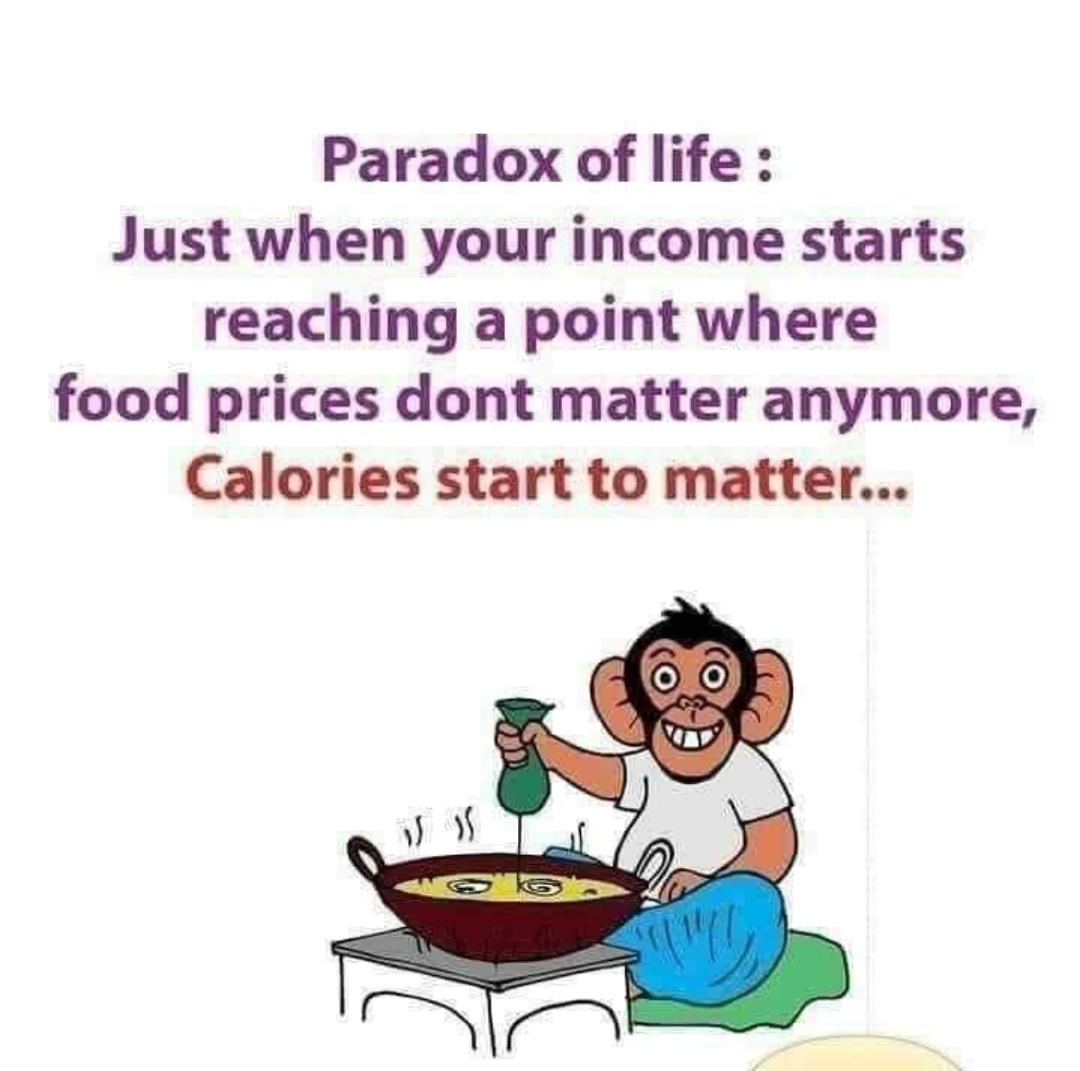 Paradox of life :
Just when your income starts
reaching a point where
food prices dont matter anymore,
Calories start to matter...